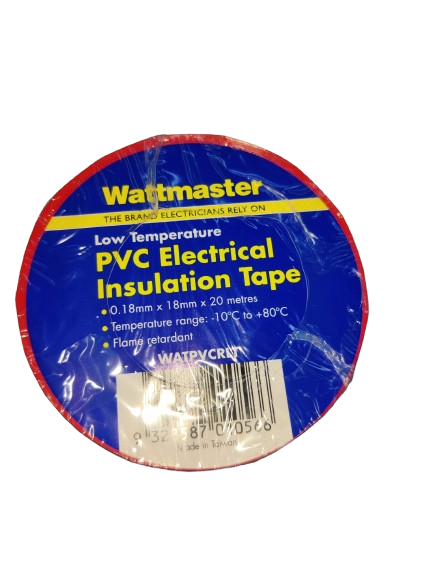 Wattmaster
THE BRAND ELECTRICIANS RELY ON
Low Temperature
PVC Electrical
Insulation Tape
• 0.18mm x 18mm x 20 metres
• Temperature range: -10°C to +80°C
• Flame retardant
WATPVCRLT
Made in Taiwan